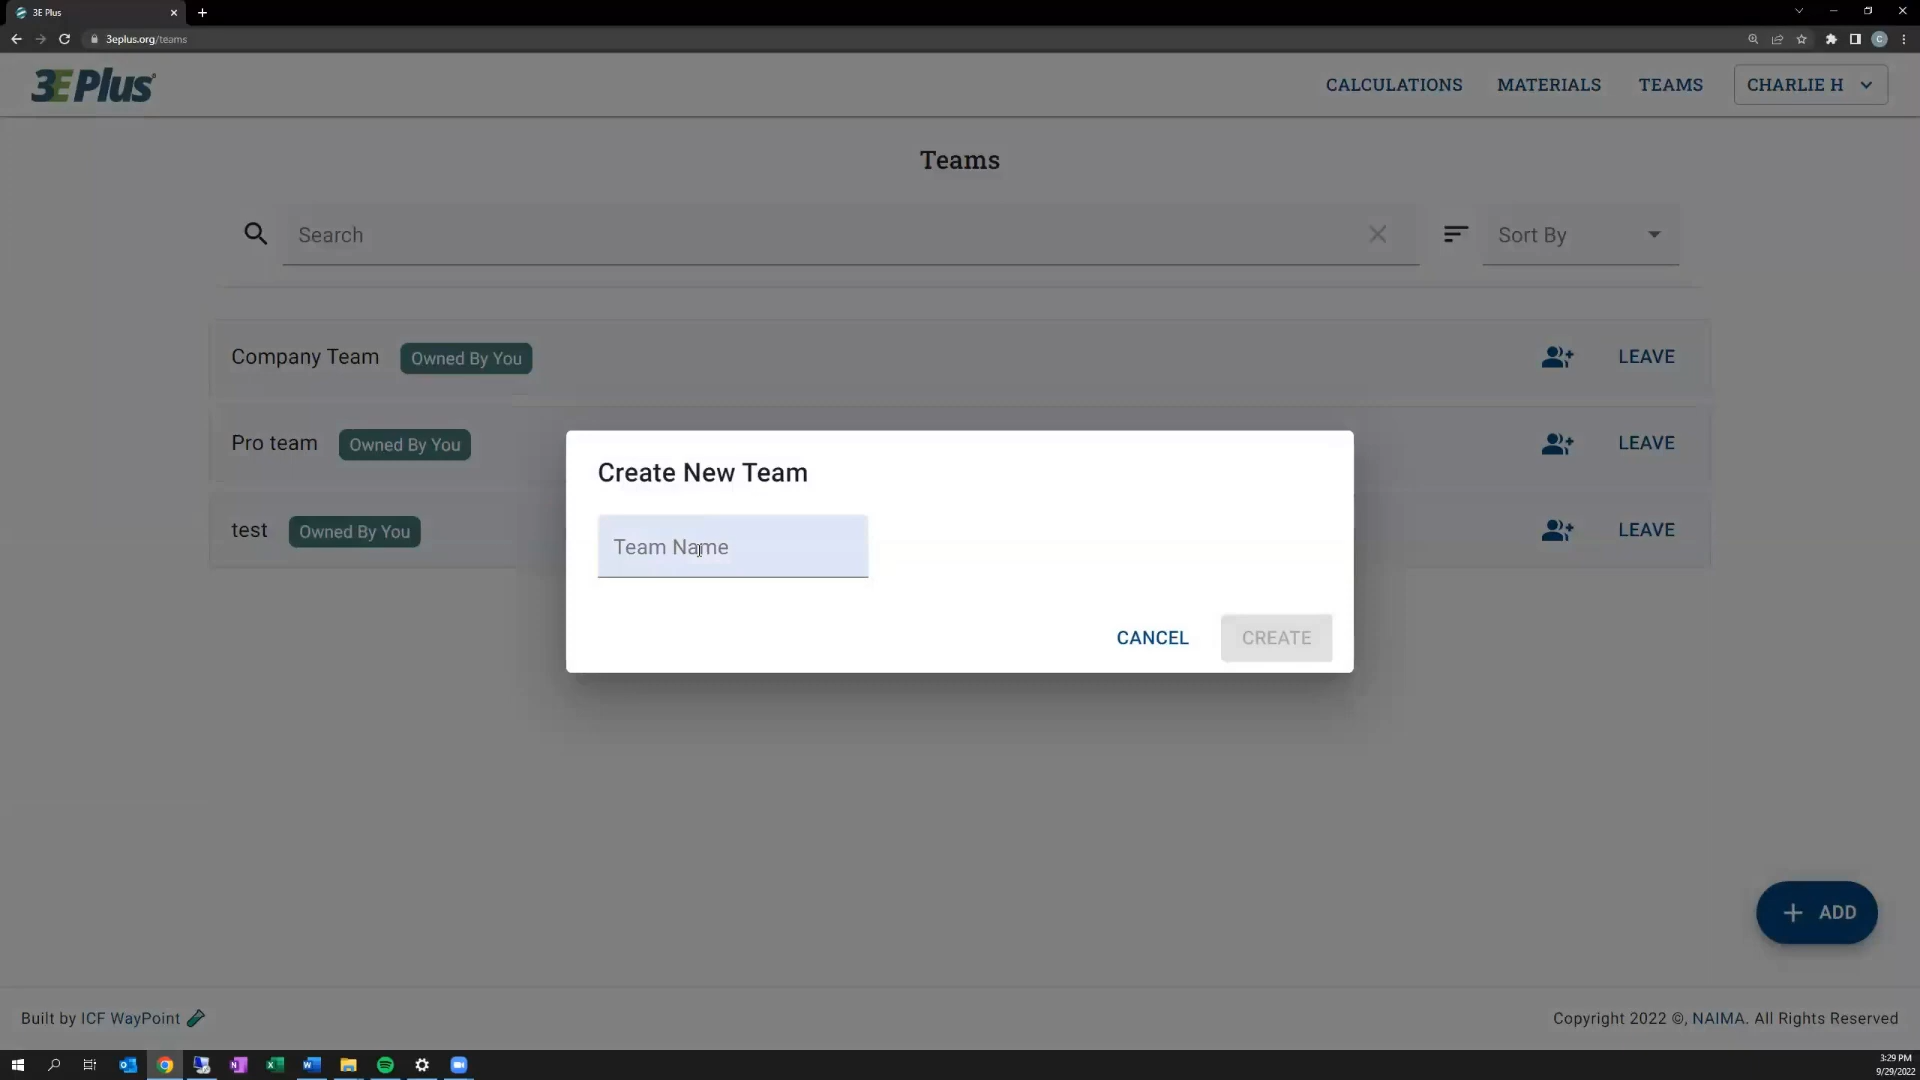 3E Plus
3eplus.org/teams
3E Plus
CALCULATIONS
MATERIALS
TEAMS
CHARLIE H
Teams
Search
Sort By
Company Team
Owned By You
LEAVE
Pro team
Owned By You
LEAVE
test
Owned By You
LEAVE
Create New Team
Team Name
CANCEL
CREATE
+ ADD
Built by ICF WayPoint
Copyright 2022 ©, NAIMA. All Rights Reserved
3:29 PM
9/29/2022